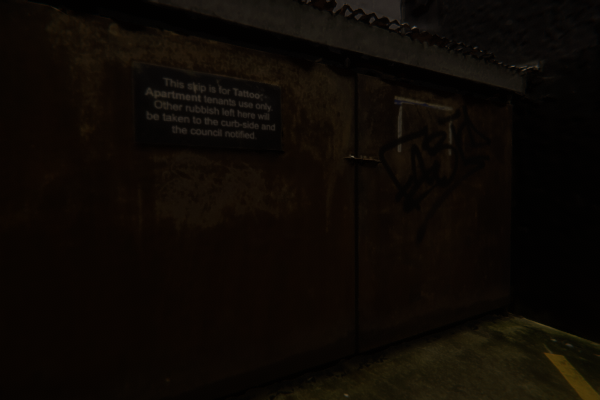 This skip is for Tattoo
Apartment tenants use only.
Other rubbish left here will
be taken to the curb-side and
the council notified.